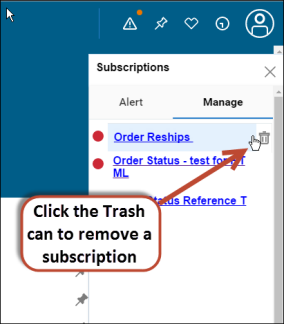 Subscriptions
Alert Manage
Order Reships
Order Status - test for
ML
Status Reference T
Click the Trash
can to remove a
subscription